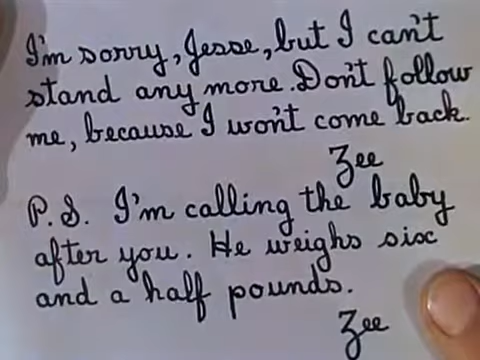 I'm sorry, Jesse, but I can't
stand any more. Don't follow
me, because I won't come back.
Zee
P.S. I'm calling the baby
after you. He weighs six
and a half pounds.
Zee